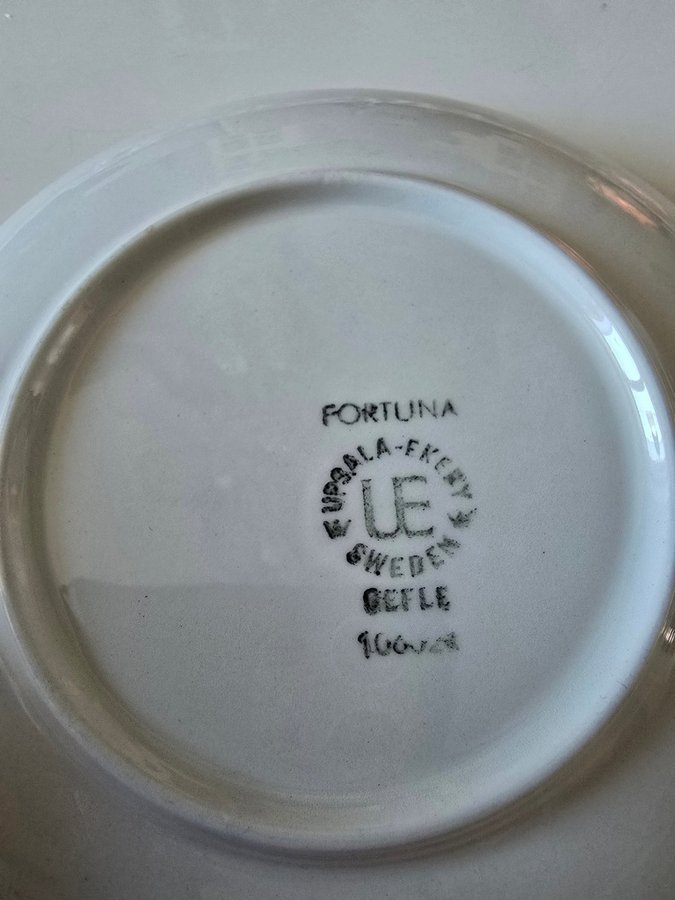 FORTUNA
UPSALA-EKEBY
UE
SWEDEN
GEFLE